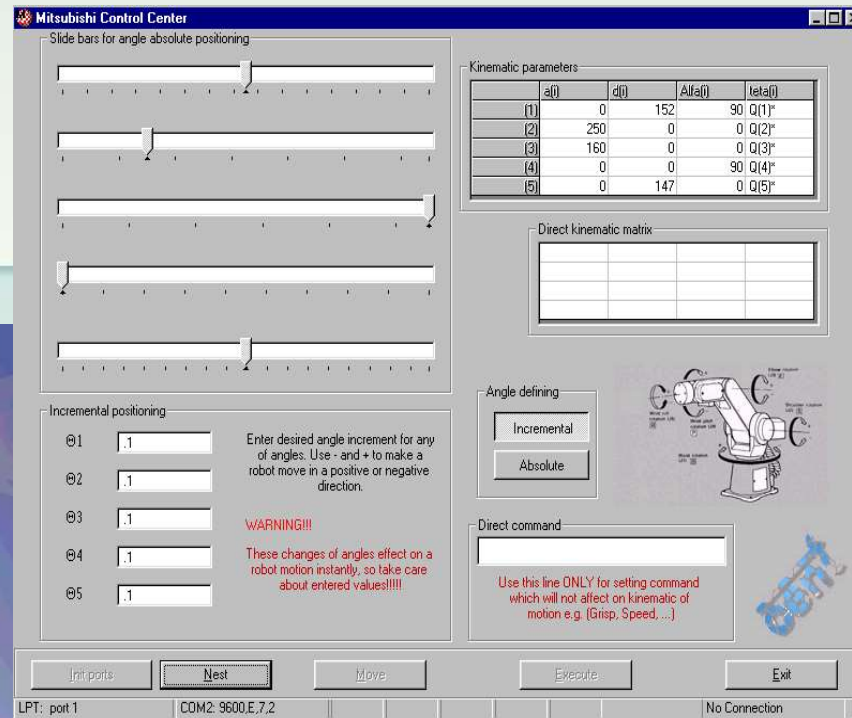 Mitsubishi Control Center
Slide bars for angle absolute positioning
Kinematic parameters
a(i) d(i) Alfa(i) teta(i)
(1) 0 152 90 Q(1)*
(2) 250 0 0 Q(2)*
(3) 160 0 0 Q(3)*
(4) 0 0 90 Q(4)*
(5) 0 147 0 Q(5)*
Direct kinematic matrix
Angle defining
Incremental
Absolute
Incremental positioning
Θ1 .1
Θ2 .1
Θ3 .1
Θ4 .1
Θ5 .1
Enter desired angle increment for any
of angles. Use - and + to make a
robot move in a positive or negative
direction.
WARNING!!!
These changes of angles effect on a
robot motion instantly, so take care
about entered values!!!!!
Direct command
Use this line ONLY for setting command
which will not affect on kinematic of
motion e.g. (Grisp, Speed, ...)
Init ports
Nest
Move
Execute
Exit
LPT: port 1
COM2: 9600,E,7,2
No Connection